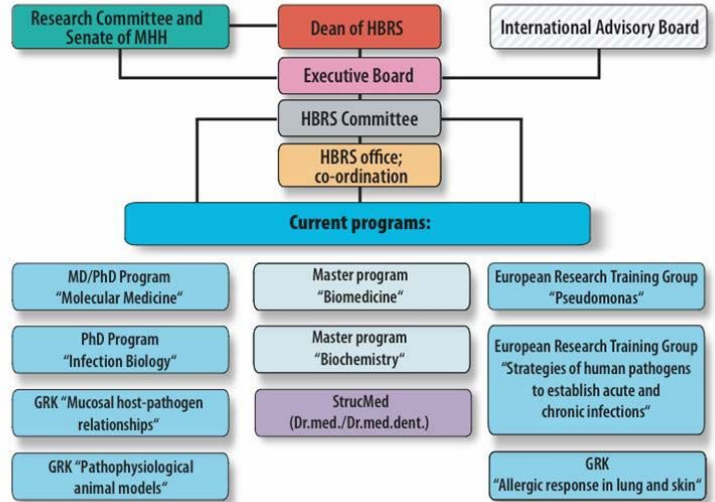 Research Committee and
Senate of MHH
Dean of HBRS
International Advisory Board
Executive Board
HBRS Committee
HBRS office;
co-ordination
Current programs:
MD/PhD Program
“Molecular Medicine“
Master program
“Biomedicine“
European Research Training Group
“Pseudomonas“
PhD Program
“Infection Biology“
Master program
“Biochemistry“
European Research Training Group
“Strategies of human pathogens
to establish acute and
chronic infections“
GRK “Mucosal host-pathogen
relationships“
StrucMed
(Dr.med./Dr.med.dent.)
GRK “Pathophysiological
animal models“
GRK
“Allergic response in lung and skin“